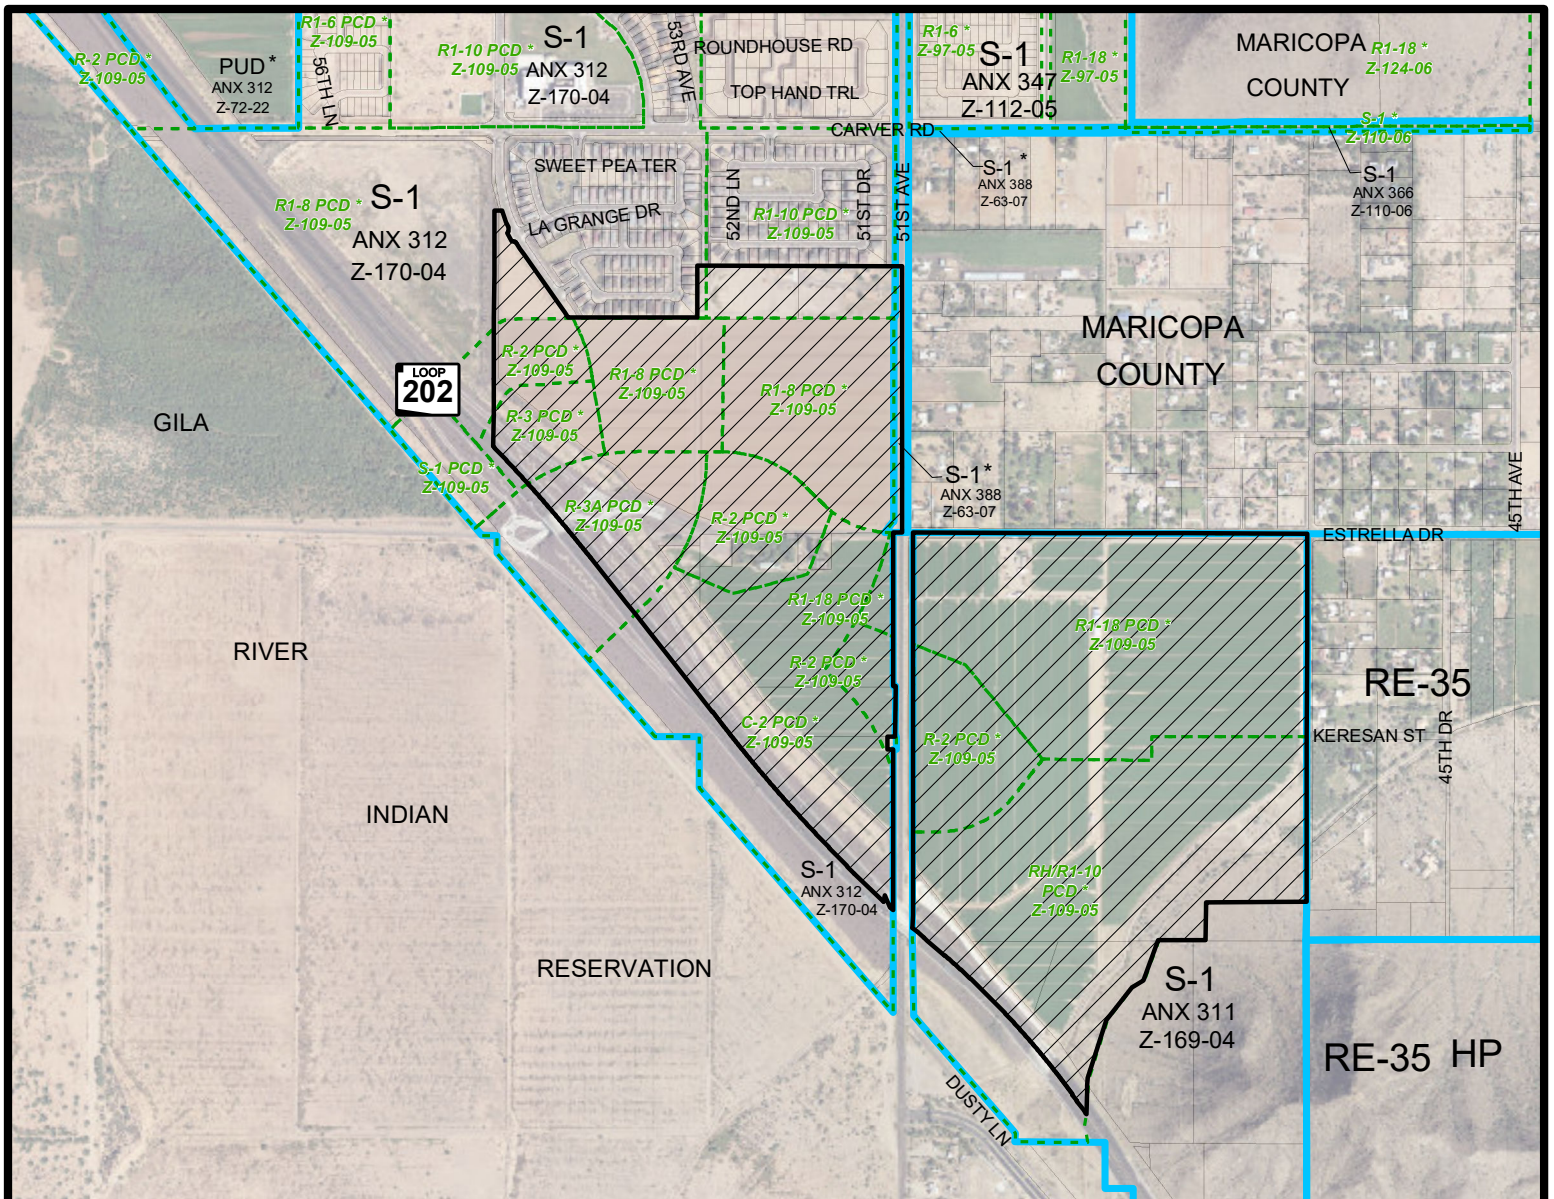 R1-6 PCD *
Z-109-05
R-2 PCD *
Z-109-05
PUD *
ANX 312
Z-72-22
56TH LN
R1-10 PCD *
Z-109-05
S-1
ANX 312
Z-170-04
53RD AVE
ROUNDHOUSE RD
TOP HAND TRL
R1-6 *
Z-97-05
S-1
ANX 347
Z-112-05
R1-18 *
Z-97-05
MARICOPA
COUNTY
R1-18 *
Z-124-06
S-1 *
Z-110-06
CARVER RD
S-1 *
ANX 388
Z-63-07
S-1
ANX 366
Z-110-06
SWEET PEA TER
LA GRANGE DR
52ND LN
R1-10 PCD *
Z-109-05
51ST DR
51ST AVE
R1-8 PCD *
Z-109-05
S-1
ANX 312
Z-170-04
MARICOPA
COUNTY
LOOP
202
GILA
R-2 PCD *
Z-109-05
R1-8 PCD *
Z-109-05
R1-8 PCD *
Z-109-05
R-3 PCD *
Z-109-05
S-1 PCD *
Z-109-05
S-1 *
ANX 388
Z-63-07
45TH AVE
R-3A PCD *
Z-109-05
R-2 PCD *
Z-109-05
ESTRELLA DR
R1-18 PCD *
Z-109-05
R1-18 PCD *
Z-109-05
RIVER
R-2 PCD *
Z-109-05
RE-35
C-2 PCD *
Z-109-05
R-2 PCD *
Z-109-05
KERESAN ST
45TH DR
INDIAN
S-1
ANX 312
Z-170-04
RH/R1-10
PCD *
Z-109-05
RESERVATION
S-1
ANX 311
Z-169-04
RE-35 HP
DUSTY LN